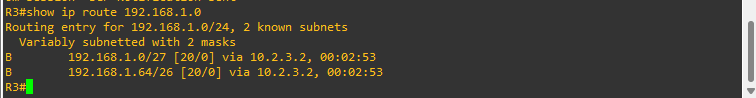 R3#show ip route 192.168.1.0
Routing entry for 192.168.1.0/24, 2 known subnets
  Variably subnetted with 2 masks
B        192.168.1.0/27 [20/0] via 10.2.3.2, 00:02:53
B        192.168.1.64/26 [20/0] via 10.2.3.2, 00:02:53
R3#